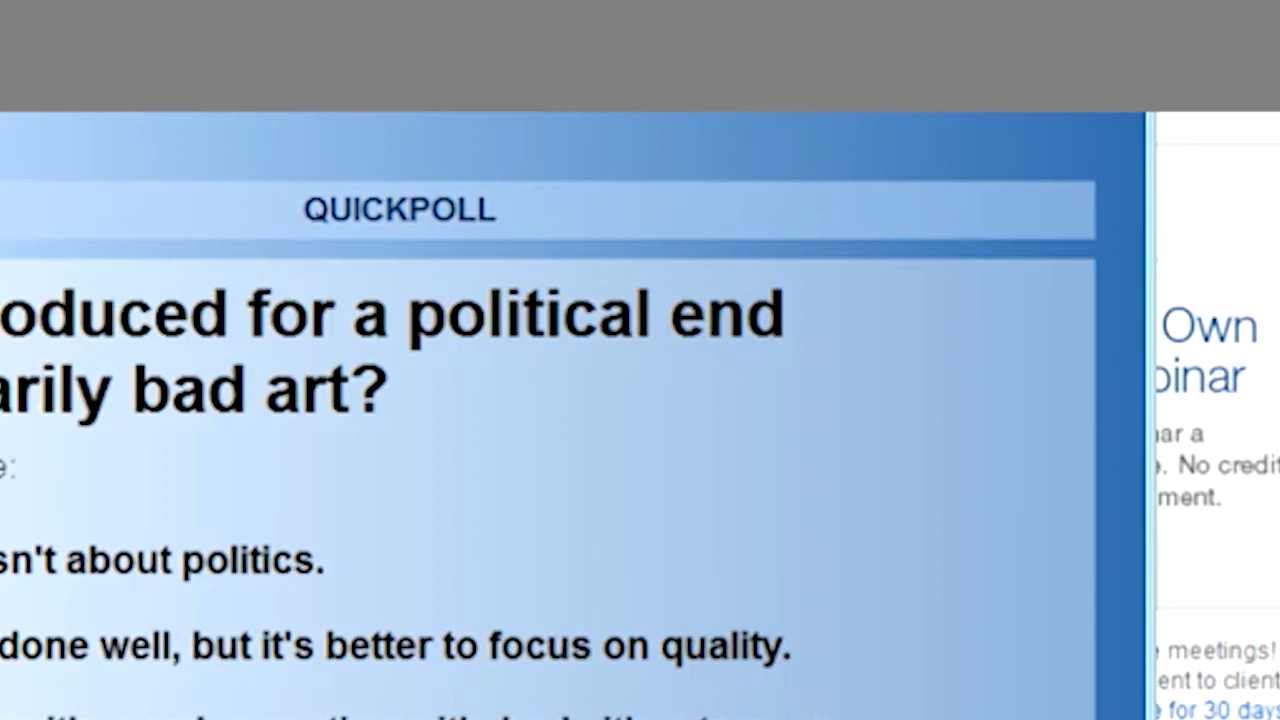 QUICKPOLL
oduced for a political end
arily bad art?
e:
sn't about politics.
done well, but it's better to focus on quality.
Own
binar
ar a
. No credit
ment.
meetings!
ent to client
for 30 days